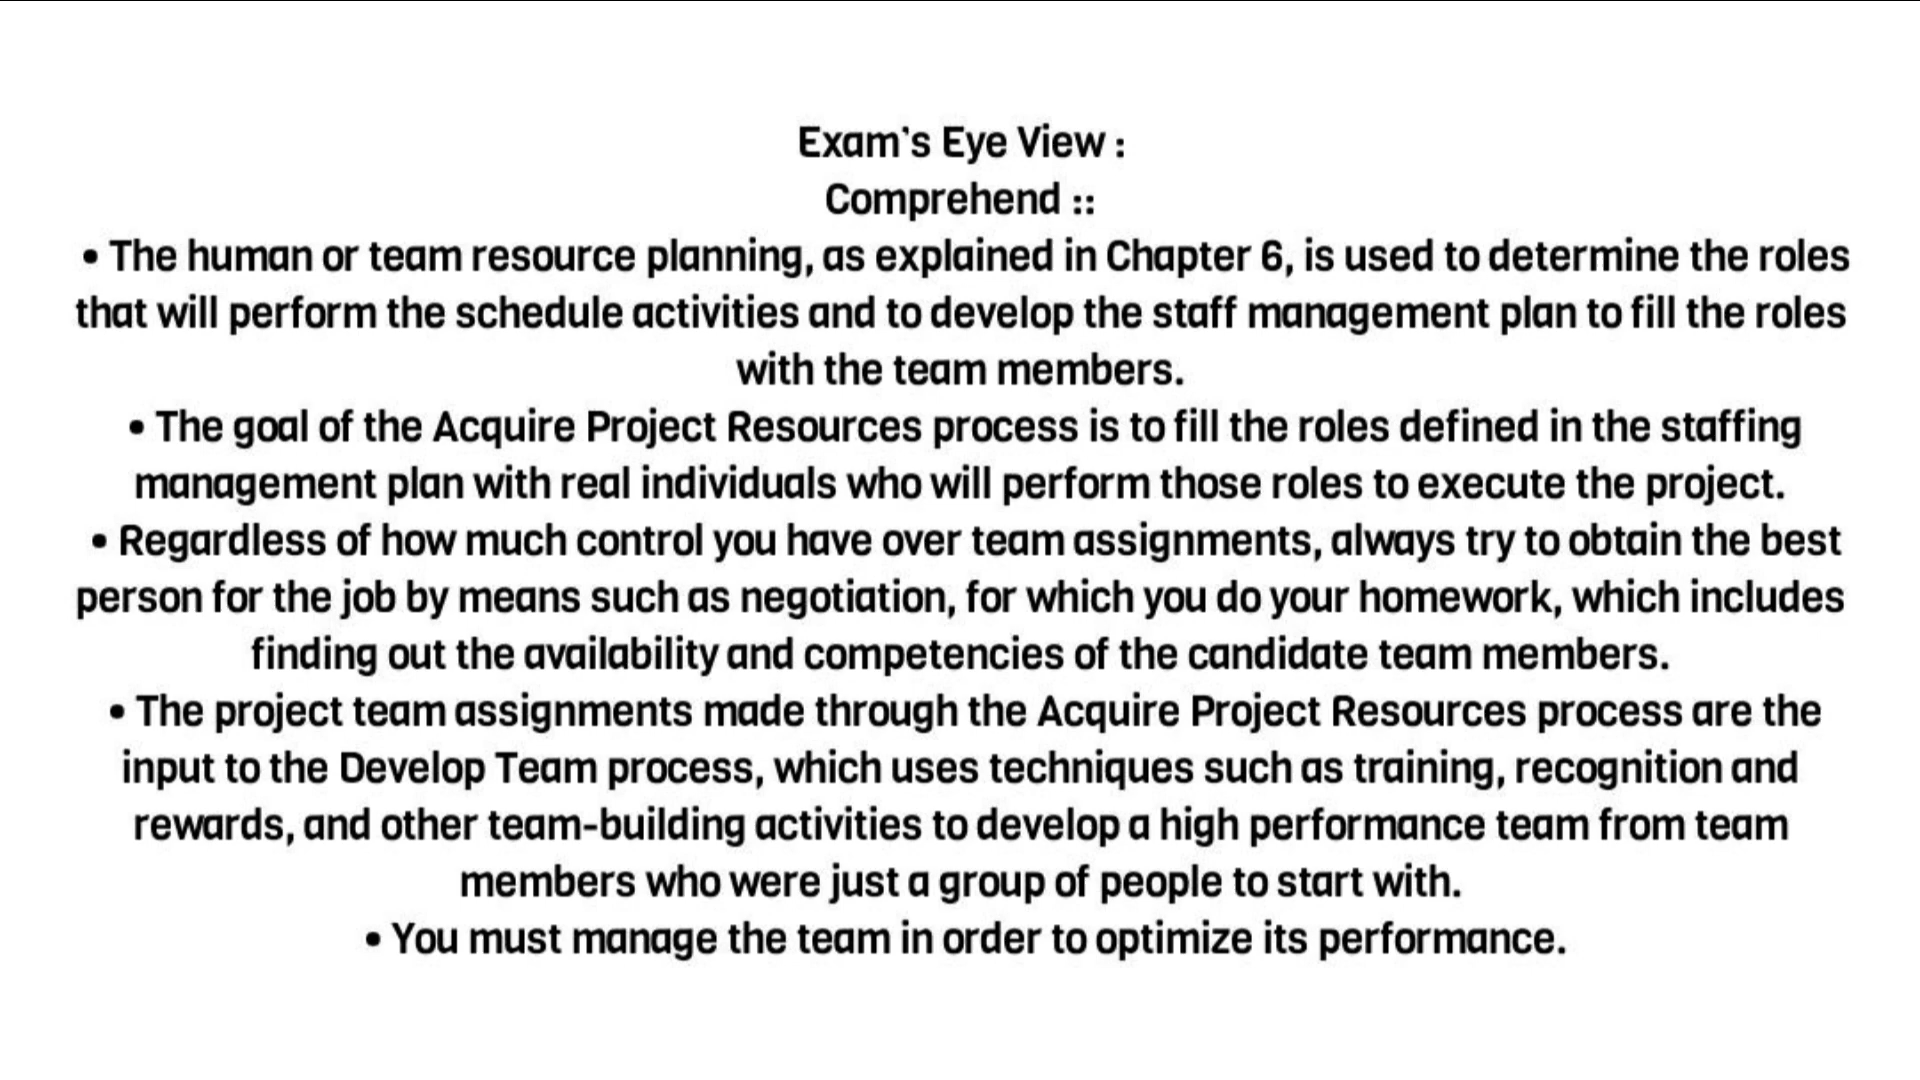 Exam's Eye View :
Comprehend ::
• The human or team resource planning, as explained in Chapter 6, is used to determine the roles
that will perform the schedule activities and to develop the staff management plan to fill the roles
with the team members.
• The goal of the Acquire Project Resources process is to fill the roles defined in the staffing
management plan with real individuals who will perform those roles to execute the project.
• Regardless of how much control you have over team assignments, always try to obtain the best
person for the job by means such as negotiation, for which you do your homework, which includes
finding out the availability and competencies of the candidate team members.
• The project team assignments made through the Acquire Project Resources process are the
input to the Develop Team process, which uses techniques such as training, recognition and
rewards, and other team-building activities to develop a high performance team from team
members who were just a group of people to start with.
• You must manage the team in order to optimize its performance.